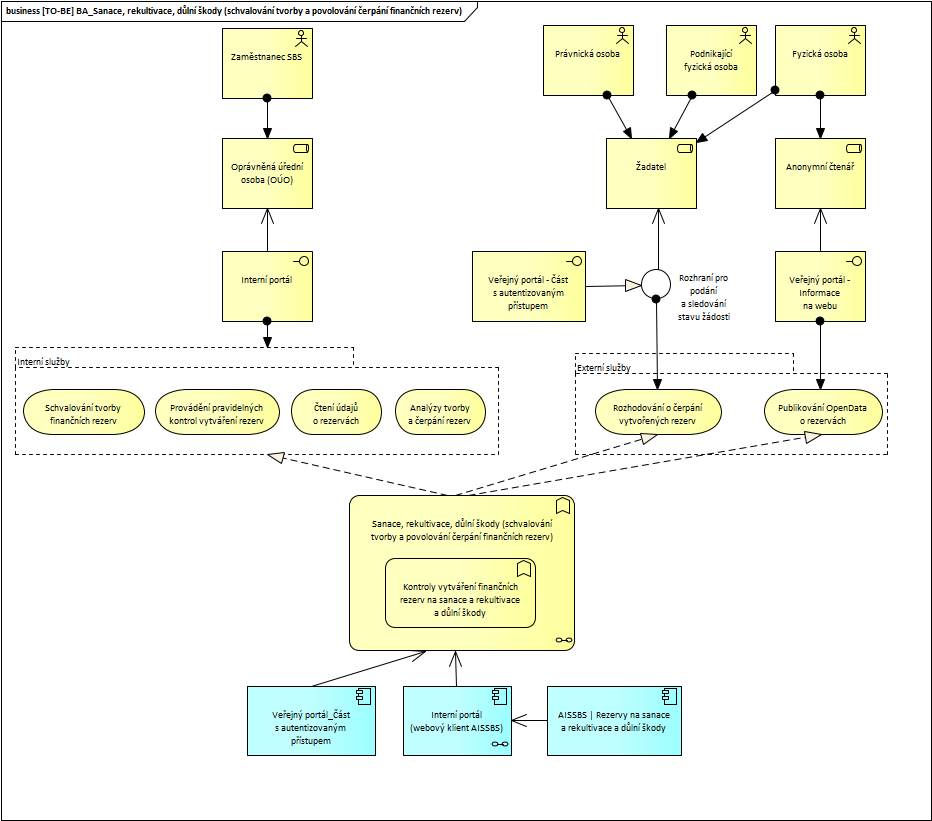 business [TO-BE] BA_Sanace, rekultivace, důlní škody (schvalování tvorby a povolování čerpání finančních rezerv)
Zaměstnanec SBS
Právnická osoba
Podnikající
fyzická osoba
Fyzická osoba
Oprávněná úřední
osoba (OÚO)
Žadatel
Anonymní čtenář
Interní portál
Veřejný portál - Část
s autentizovaným
přístupem
Rozhraní pro
podání
a sledování
stavu žádosti
Veřejný portál -
Informace
na webu
Interní služby
Externí služby
Schvalování tvorby
finančních rezerv
Provádění pravidelných
kontrol vytváření rezerv
Čtení údajů
o rezervách
Analýzy tvorby
a čerpání rezerv
Rozhodování o čerpání
vytvořených rezerv
Publikování OpenData
o rezervách
Sanace, rekultivace, důlní škody (schvalování
tvorby a povolování čerpání finančních rezerv)
Kontroly vytváření finančních
rezerv na sanace a rekultivace
a důlní škody
Veřejný portál_Část
s autentizovaným
přístupem
Interní portál
(webový klient AISSBS)
AISSBS | Rezervy na sanace
a rekultivace a důlní škody